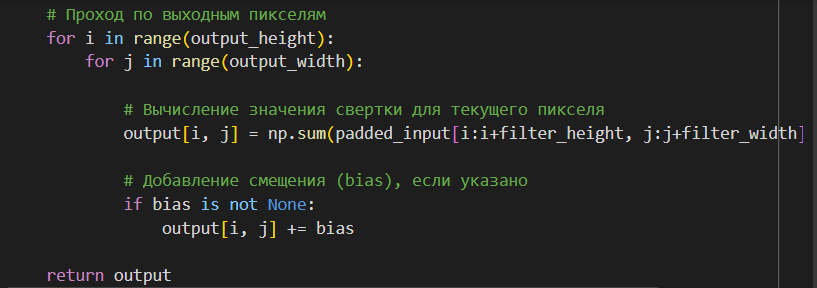 # Проход по выходным пикселям
for i in range(output_height):
    for j in range(output_width):
        # Вычисление значения свертки для текущего пикселя
        output[i, j] = np.sum(padded_input[i:i+filter_height, j:j+filter_width]
        # Добавление смещения (bias), если указано
        if bias is not None:
            output[i, j] += bias
return output